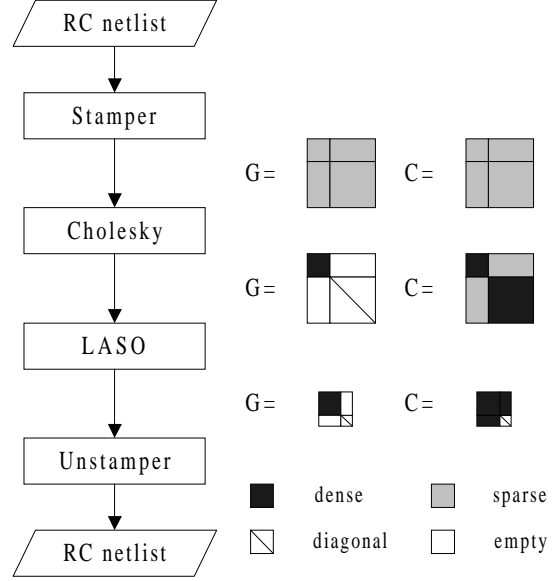 RC netlist
Stamper
G=
C=
Cholesky
G=
C=
LASO
G=
C=
Unstamper
dense
sparse
diagonal
empty
RC netlist